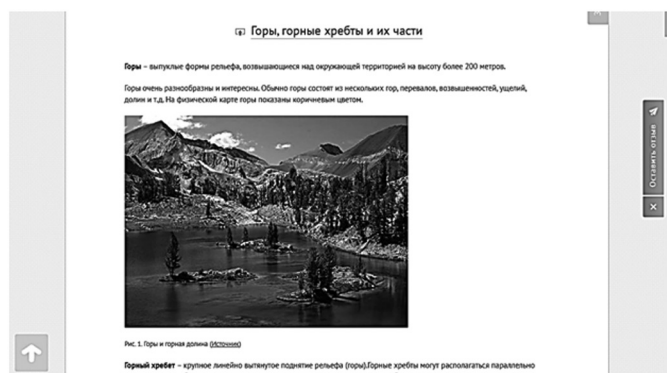 Горы, горные хребты и их части
Горы – выпуклые формы рельефа, возвышающиеся над окружающей территорией на высоту более 200 метров.
Горы очень разнообразны и интересны. Обычно горы состоят из нескольких гор, перевалов, возвышенностей, ущелий,
долин и т.д. На физической карте горы показаны коричневым цветом.
Оставить отзыв
Рис. 1. Горы и горная долина (Источник)
Горный хребет – крупное линейно вытянутое поднятие рельефа (горы).Горные хребты могут располагаться параллельно